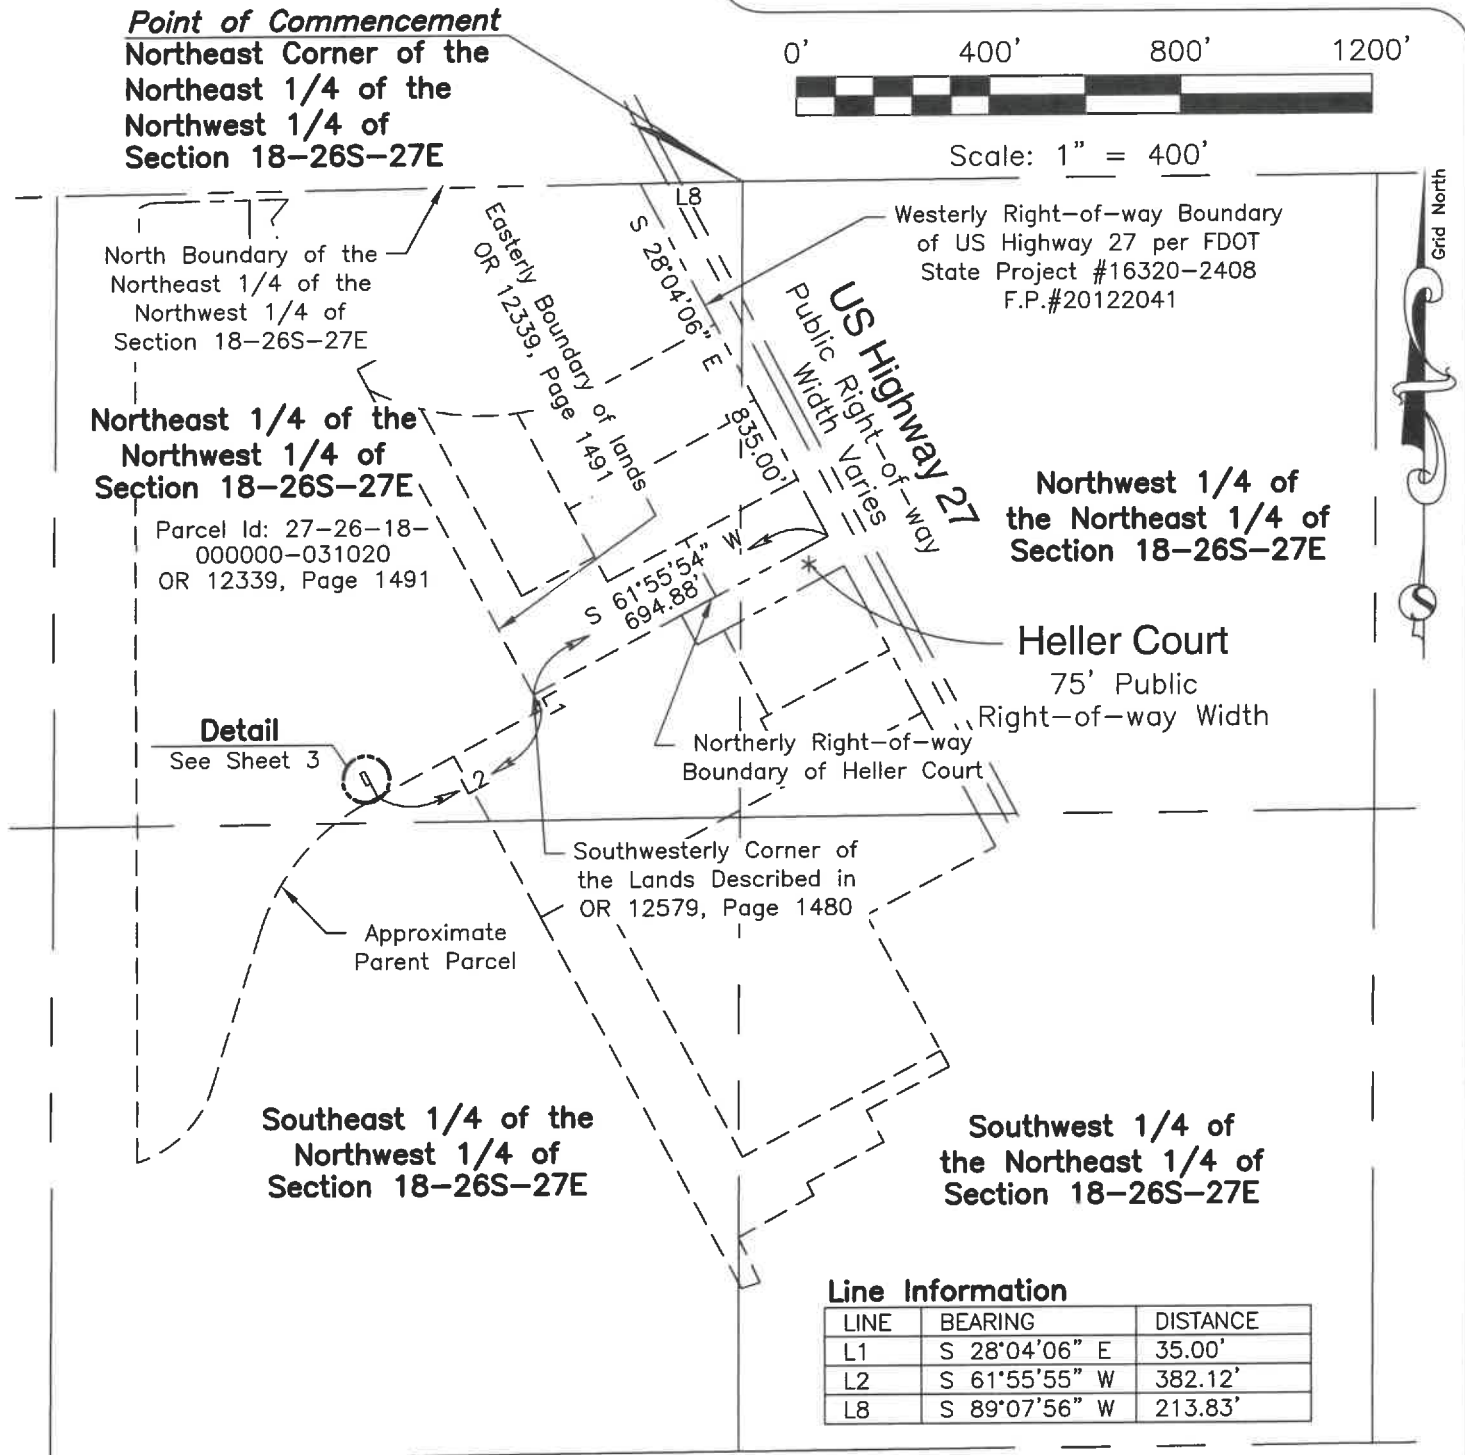 Point of Commencement
Northeast Corner of the
Northeast 1/4 of the
Northwest 1/4 of
Section 18-26S-27E
0' 400' 800' 1200'
Scale: 1" = 400'
Grid North
L8
Westerly Right-of-way Boundary
of US Highway 27 per FDOT
State Project #16320-2408
F.P.#20122041
North Boundary of the
Northeast 1/4 of the
Northwest 1/4 of
Section 18-26S-27E
Easterly Boundary of lands
OR 12339, Page 1491
S 28°04'06" E
835.00'
US Highway 27
Public Right-of-way
Width Varies
Northeast 1/4 of the
Northwest 1/4 of
Section 18-26S-27E
Parcel Id: 27-26-18-
000000-031020
OR 12339, Page 1491
Northwest 1/4 of
the Northeast 1/4 of
Section 18-26S-27E
S 61°55'54" W
694.88'
Heller Court
75' Public
Right-of-way Width
L1
Detail
See Sheet 3
L2
Northerly Right-of-way
Boundary of Heller Court
Southwesterly Corner of
the Lands Described in
OR 12579, Page 1480
Approximate
Parent Parcel
Southeast 1/4 of the
Northwest 1/4 of
Section 18-26S-27E
Southwest 1/4 of
the Northeast 1/4 of
Section 18-26S-27E
Line Information
LINE BEARING DISTANCE
L1 S 28°04'06" E 35.00'
L2 S 61°55'55" W 382.12'
L8 S 89°07'56" W 213.83'